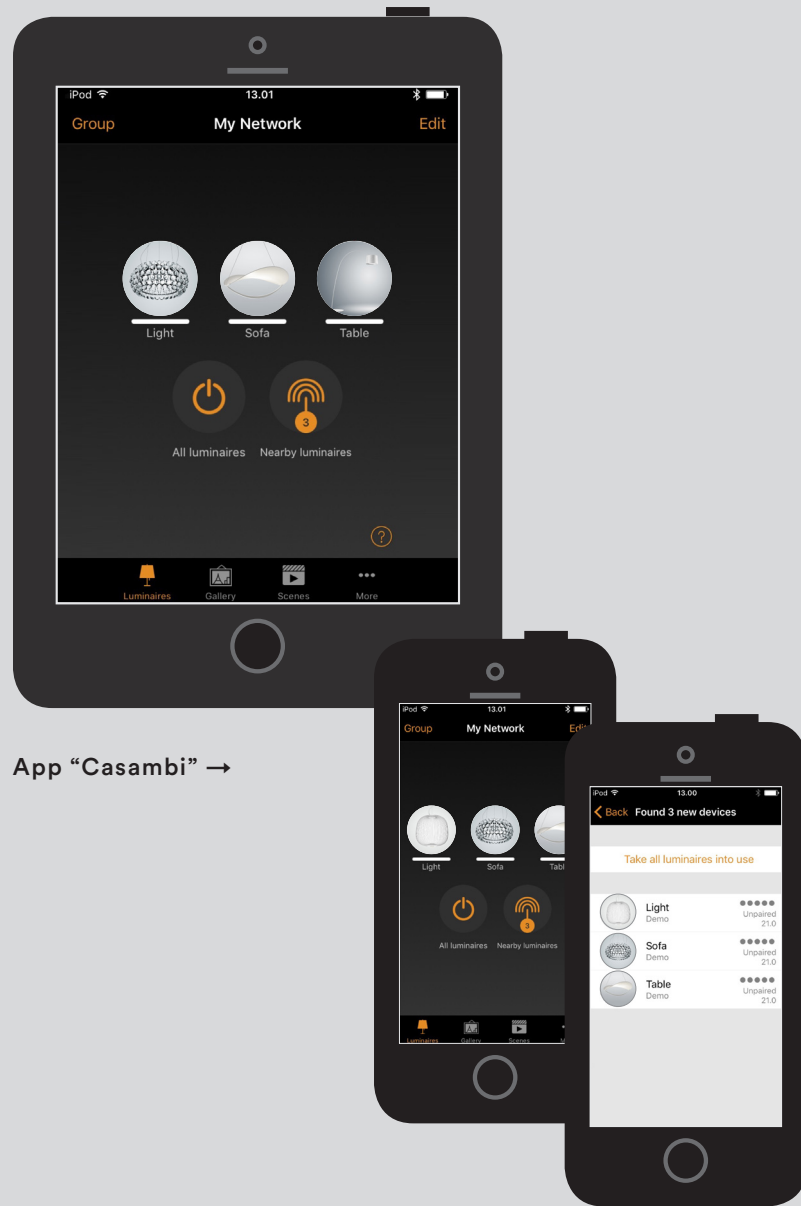 iPod 13.01
Group My Network Edit
Light Sofa Table
3
All luminaires Nearby luminaires
?
Luminaires Gallery Scenes More
App “Casambi” →
iPod 13.01
Group My Network
Light Sofa
3
All luminaires Nearby luminaires
Luminaires Gallery Scenes
iPod 13.00
Back Found 3 new devices
Take all luminaires into use
Light Unpaired
Demo 21.0
Sofa Unpaired
Demo 21.0
Table Unpaired
Demo 21.0